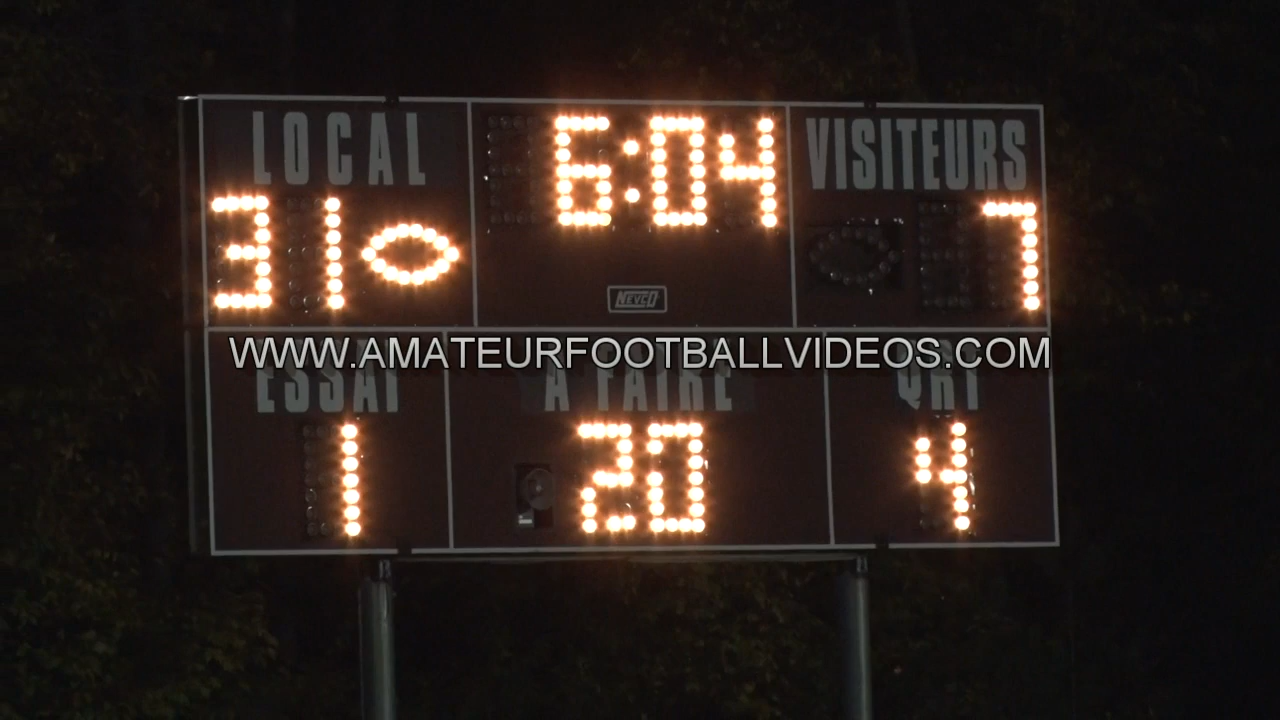 LOCAL 6:04 VISITEURS
31 7
NEVCO
WWW.AMATEURFOOTBALLVIDEOS.COM
ESSAI A FAIRE QRT
1 20 4